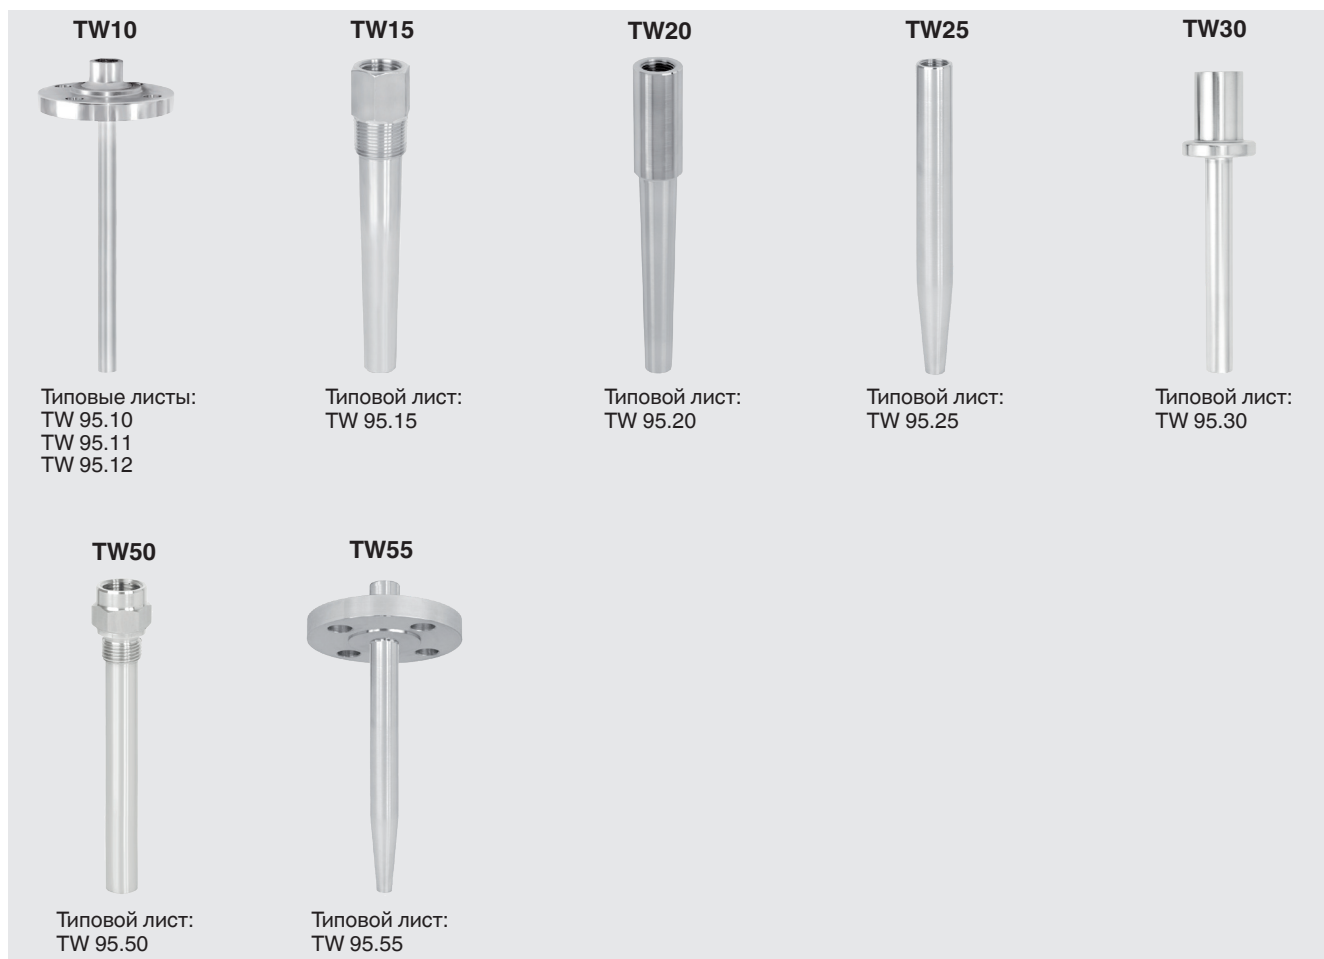 TW10
TW15
TW20
TW25
TW30
Типовые листы:
TW 95.10
TW 95.11
TW 95.12
Типовой лист:
TW 95.15
Типовой лист:
TW 95.20
Типовой лист:
TW 95.25
Типовой лист:
TW 95.30
TW50
TW55
Типовой лист:
TW 95.50
Типовой лист:
TW 95.55